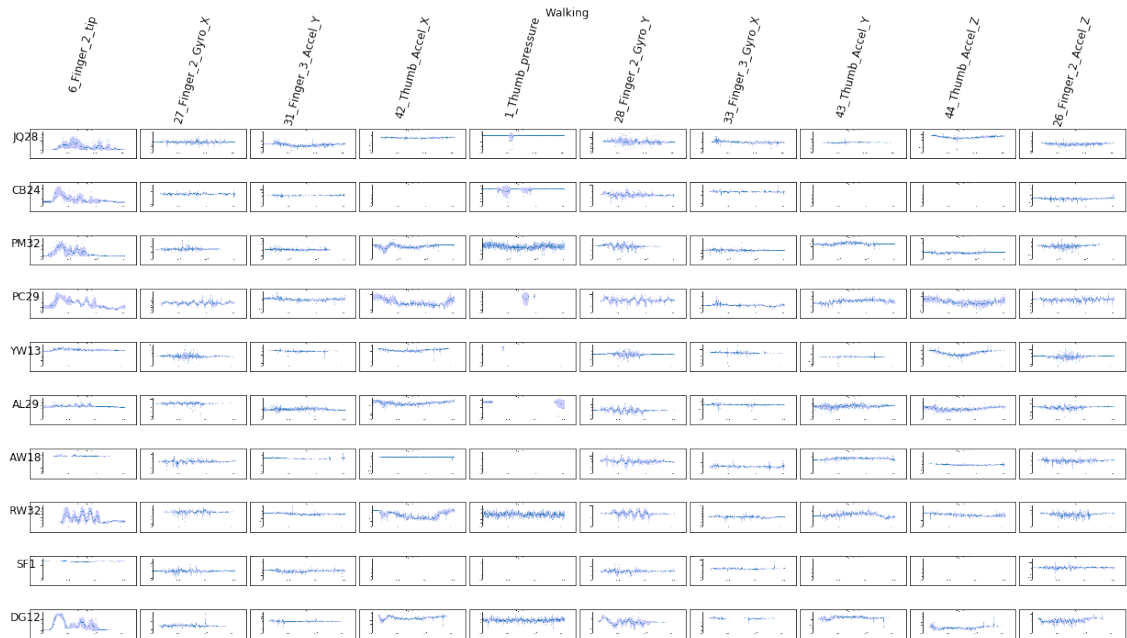 Walking
6_Finger_2_tip
27_Finger_2_Gyro_X
31_Finger_3_Accel_Y
42_Thumb_Accel_X
1_Thumb_pressure
28_Finger_2_Gyro_Y
33_Finger_3_Gyro_X
43_Thumb_Accel_Y
44_Thumb_Accel_Z
26_Finger_2_Accel_Z
JQ28
CB24
PM32
PC29
YW13
AL29
AW18
RW32
SF1
DG12